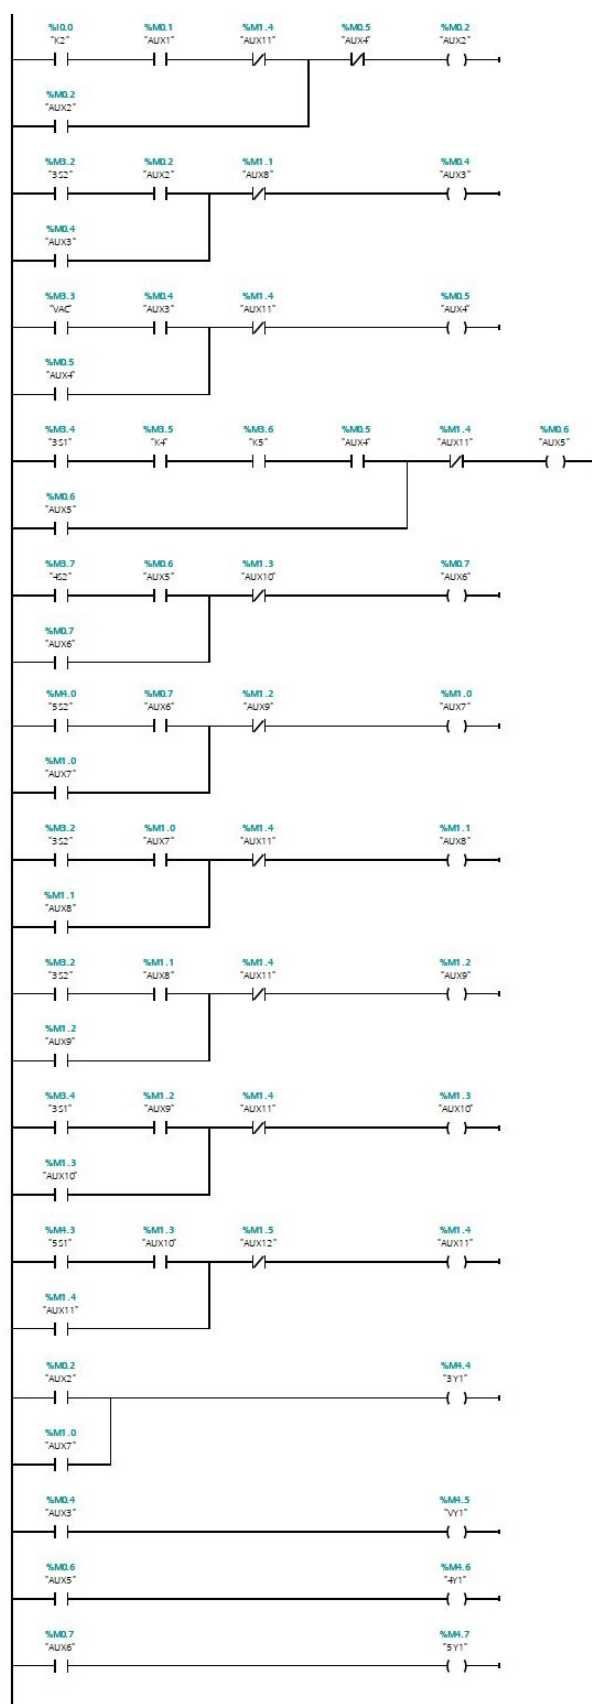 %I0.0 %M0.1 %M1.4 %M0.5 %M0.2
"K2" "AUX1" "AUX11" "AUX4" "AUX2"
%M0.2
"AUX2"
%M3.2 %M0.2 %M1.1 %M0.4
"3S2" "AUX2" "AUX8" "AUX3"
%M0.4
"AUX3"
%M3.3 %M0.4 %M1.4 %M0.5
"VAC" "AUX3" "AUX11" "AUX4"
%M0.5
"AUX4"
%M3.4 %M3.5 %M3.6 %M0.5 %M1.4 %M0.6
"3S1" "K4" "K5" "AUX4" "AUX11" "AUX5"
%M0.6
"AUX5"
%M3.7 %M0.6 %M1.3 %M0.7
"4S2" "AUX5" "AUX10" "AUX6"
%M0.7
"AUX6"
%M4.0 %M0.7 %M1.2 %M1.0
"5S2" "AUX6" "AUX9" "AUX7"
%M1.0
"AUX7"
%M3.2 %M1.0 %M1.4 %M1.1
"3S2" "AUX7" "AUX11" "AUX8"
%M1.1
"AUX8"
%M3.2 %M1.1 %M1.4 %M1.2
"3S2" "AUX8" "AUX11" "AUX9"
%M1.2
"AUX9"
%M3.4 %M1.2 %M1.4 %M1.3
"3S1" "AUX9" "AUX11" "AUX10"
%M1.3
"AUX10"
%M4.3 %M1.3 %M1.5 %M1.4
"5S1" "AUX10" "AUX12" "AUX11"
%M1.4
"AUX11"
%M0.2 %M4.4
"AUX2" "3Y1"
%M1.0
"AUX7"
%M0.4 %M4.5
"AUX3" "VY1"
%M0.6 %M4.6
"AUX5" "4Y1"
%M0.7 %M4.7
"AUX6" "5Y1"